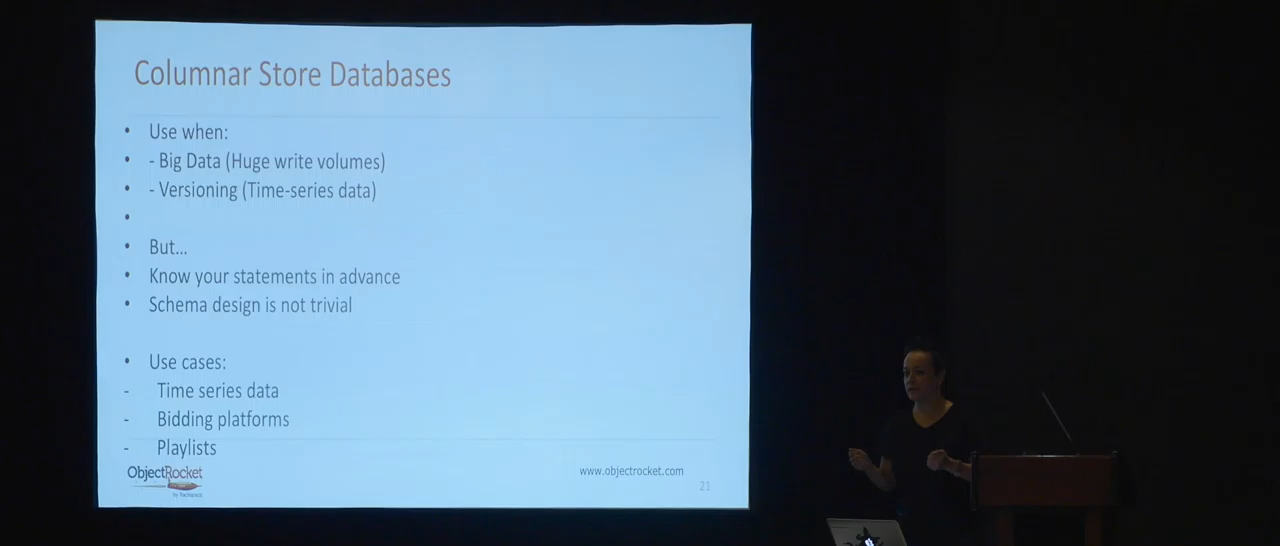 Columnar Store Databases
• Use when:
• - Big Data (Huge write volumes)
• - Versioning (Time-series data)
•
• But...
• Know your statements in advance
• Schema design is not trivial
• Use cases:
- Time series data
- Bidding platforms
- Playlists
ObjectRocket
by Rackspace
www.objectrocket.com
21